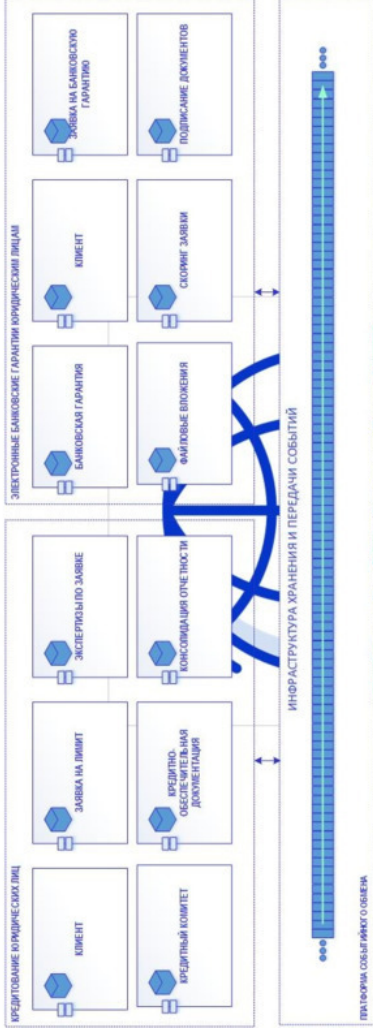 КРЕДИТОВАНИЕ ЮРИДИЧЕСКИХ ЛИЦ
КЛИЕНТ
ЗАЯВКА НА ЛИМИТ
ЭКСПЕРТИЗЫ ПО ЗАЯВКЕ
КРЕДИТНЫЙ КОМИТЕТ
КРЕДИТНО-
ОБЕСПЕЧИТЕЛЬНАЯ
ДОКУМЕНТАЦИЯ
КОНСОЛИДАЦИЯ ОТЧЕТНОСТИ
ЭЛЕКТРОННЫЕ БАНКОВСКИЕ ГАРАНТИИ ЮРИДИЧЕСКИМ ЛИЦАМ
БАНКОВСКАЯ ГАРАНТИЯ
КЛИЕНТ
ЗАЯВКА НА БАНКОВСКУЮ
ГАРАНТИЮ
ФАЙЛОВЫЕ ВЛОЖЕНИЯ
СКОРИНГ ЗАЯВКИ
ПОДПИСАНИЕ ДОКУМЕНТОВ
ИНФРАСТРУКТУРА ХРАНЕНИЯ И ПЕРЕДАЧИ СОБЫТИЙ
ПЛАТФОРМА СОБЫТИЙНОГО ОБМЕНА